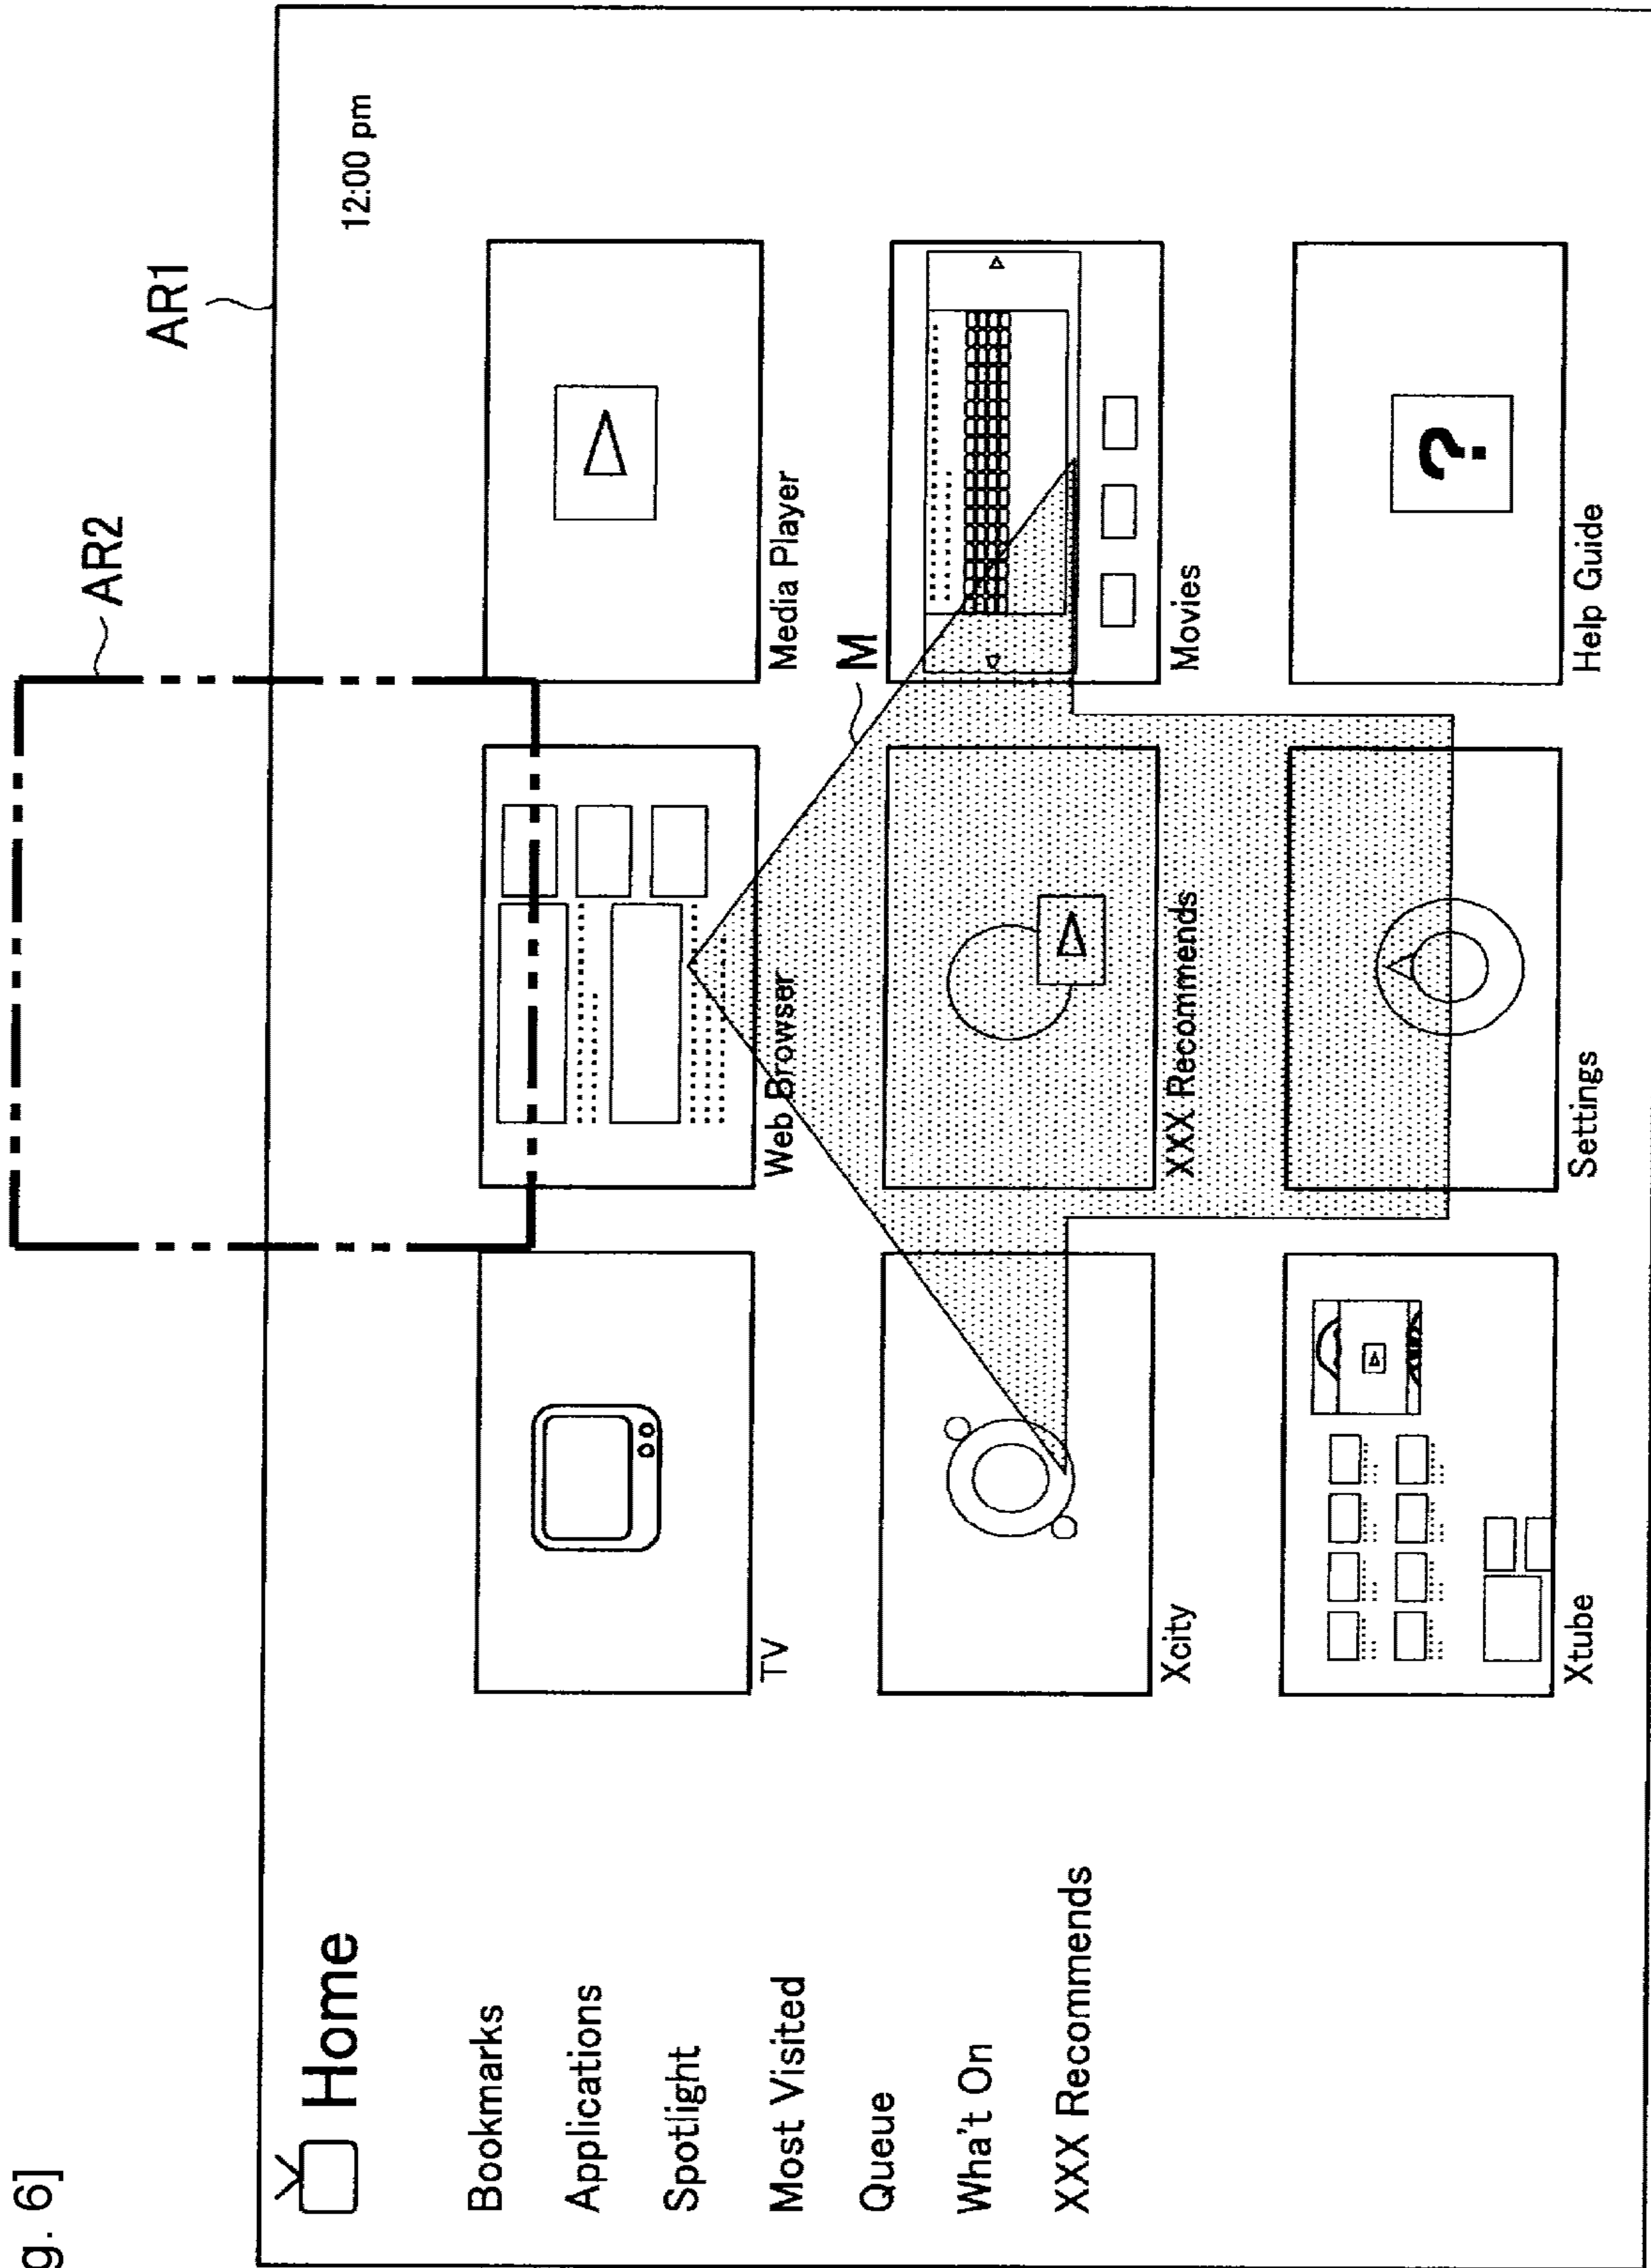 g. 6]
AR2
AR1
Home
12:00 pm
Bookmarks
Applications
Spotlight
Most Visited
Queue
Wha't On
XXX Recommends
TV
Web Browser
Media Player
M
Xcity
XXX Recommends
Movies
?
Xtube
Settings
Help Guide